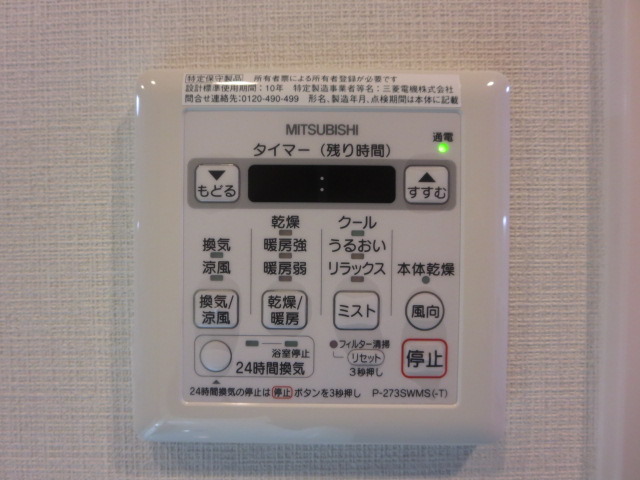 特定保守製品 所有者票による所有者登録が必要です
設計標準使用期間：10年 特定製造事業者等名：三菱電機株式会社
問合せ連絡先：0120-490-499 形名、製造年月、点検期間は本体に記載
MITSUBISHI
通電
タイマー（残り時間）
▼ ▲
もどる : すすむ
乾燥 クール
換気 暖房強 うるおい
涼風 暖房弱 リラックス 本体乾燥
換気/涼風 乾燥/暖房 ミスト 風向
浴室停止
24時間換気
フィルター清掃
リセット
3秒押し
停止
24時間換気の停止は停止ボタンを3秒押し P-273SWMS(-T)